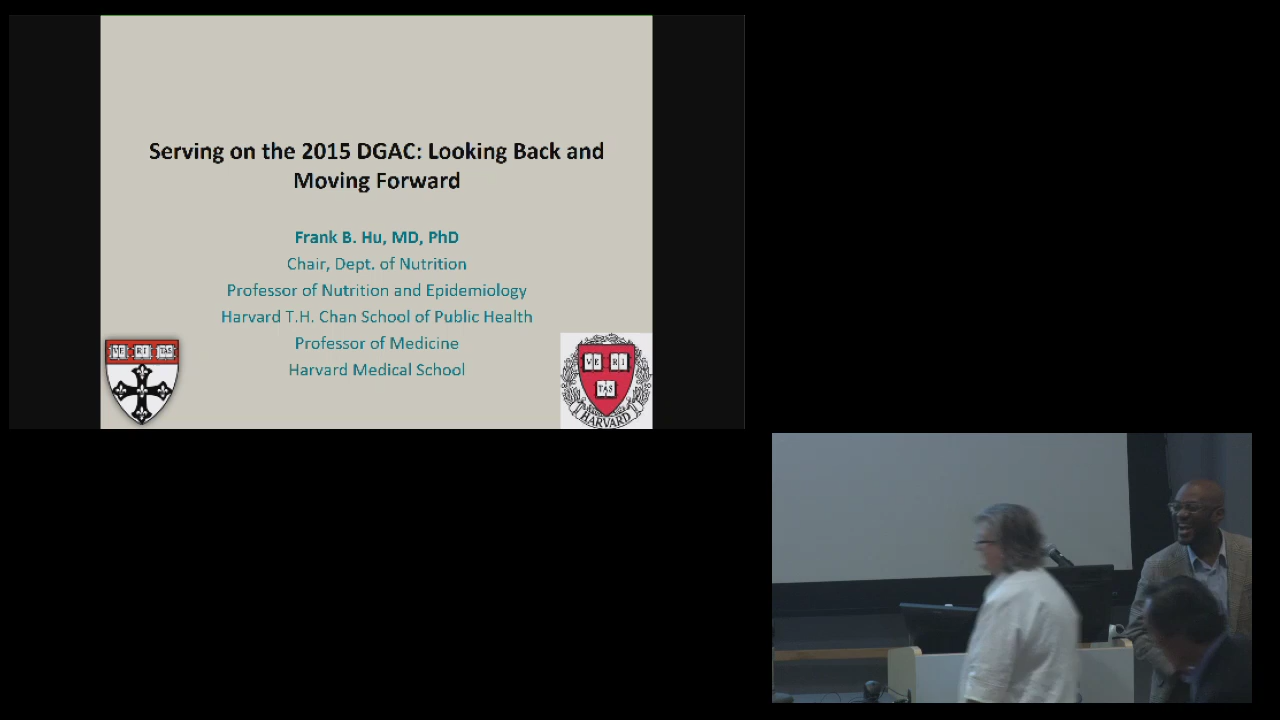 Serving on the 2015 DGAC: Looking Back and
Moving Forward
Frank B. Hu, MD, PhD
Chair, Dept. of Nutrition
Professor of Nutrition and Epidemiology
Harvard T.H. Chan School of Public Health
Professor of Medicine
Harvard Medical School
VE RI TAS
VE RI
TAS
HARVARD